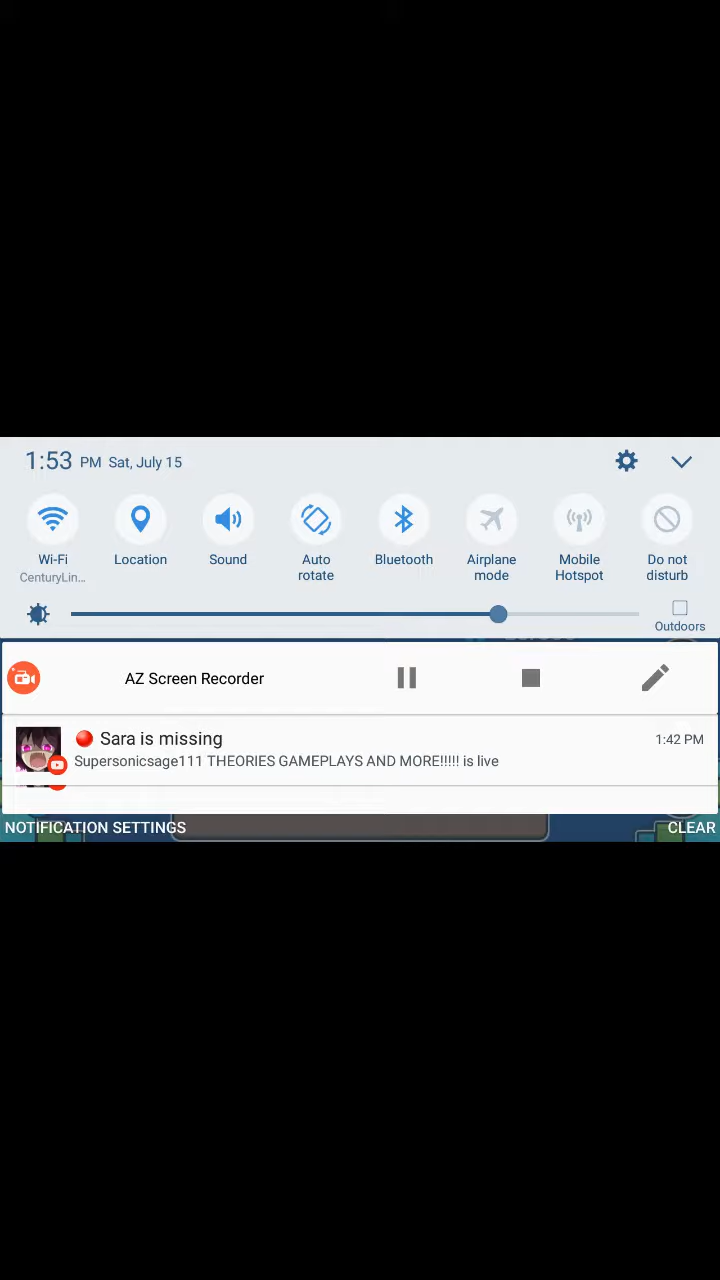 1:53 PM Sat, July 15
Wi-Fi
CenturyLin...
Location
Sound
Auto
rotate
Bluetooth
Airplane
mode
Mobile
Hotspot
Do not
disturb
Outdoors
AZ Screen Recorder
Sara is missing
1:42 PM
Supersonicsage111 THEORIES GAMEPLAYS AND MORE!!!!! is live
NOTIFICATION SETTINGS
CLEAR